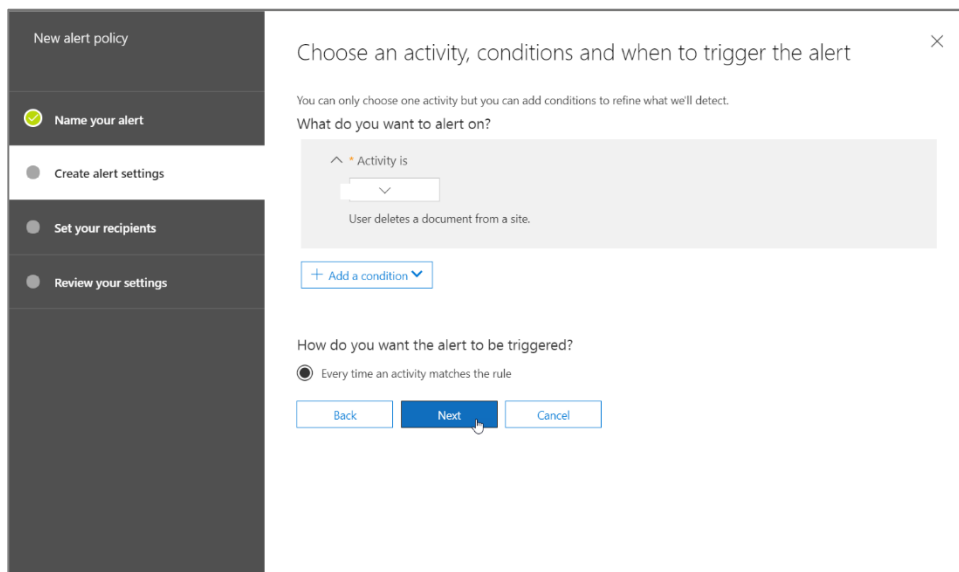 New alert policy
Name your alert
Create alert settings
Set your recipients
Review your settings
Choose an activity, conditions and when to trigger the alert
You can only choose one activity but you can add conditions to refine what we'll detect.
What do you want to alert on?
* Activity is
User deletes a document from a site.
+ Add a condition
How do you want the alert to be triggered?
Every time an activity matches the rule
Back
Next
Cancel